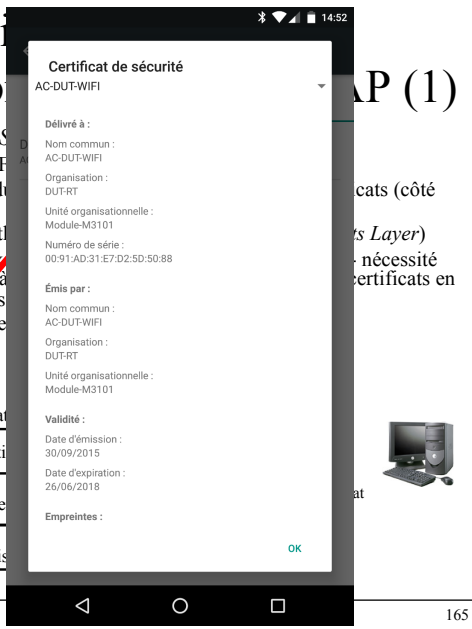 14:52
AP (1)
Certificat de sécurité
AC-DUT-WIFI
Délivré à :
Nom commun :
AC-DUT-WIFI
Organisation :
DUT-RT
cats (côté
Unité organisationnelle :
Module-M3101
Layer)
Numéro de série :
00:91:AD:31:E7:D2:5D:50:88
nécessité
certificats en
Émis par :
Nom commun :
AC-DUT-WIFI
Organisation :
DUT-RT
Unité organisationnelle :
Module-M3101
Validité :
Date d'émission :
30/09/2015
Date d'expiration :
26/06/2018
at
Empreintes :
OK
165